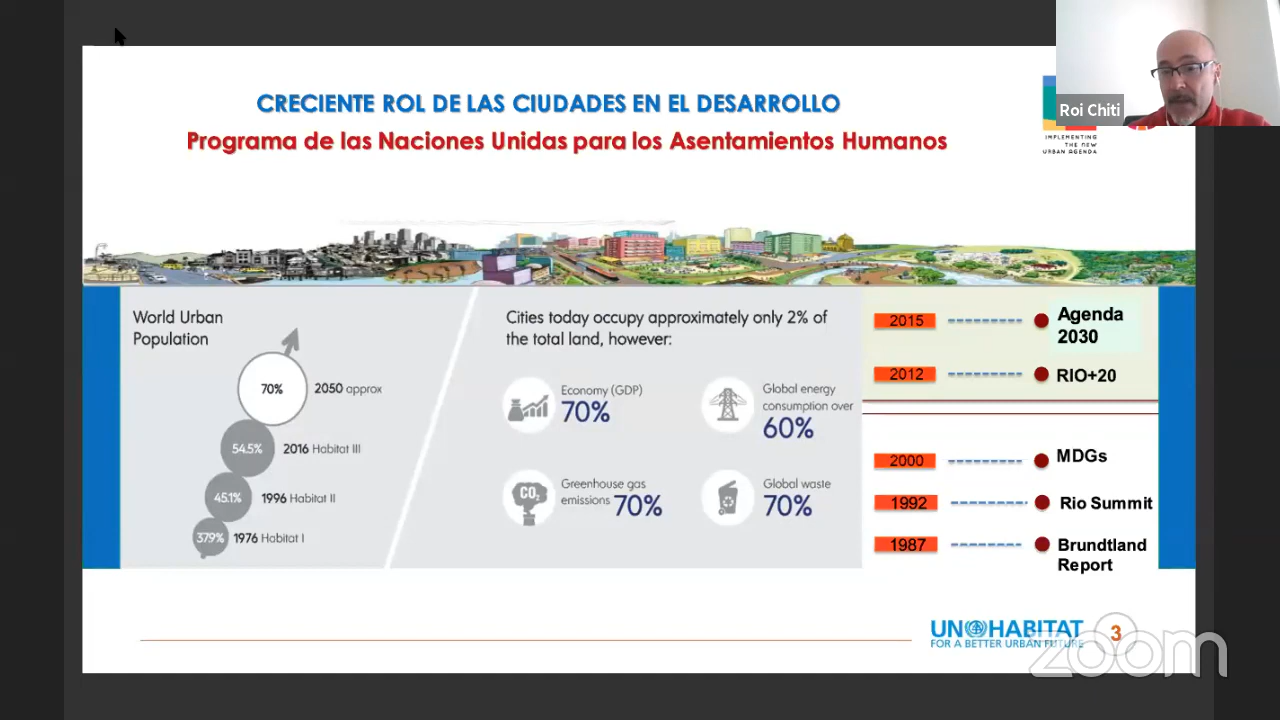 CRECIENTE ROL DE LAS CIUDADES EN EL DESARROLLO
Programa de las Naciones Unidas para los Asentamientos Humanos
Roi Chiti
IMPLEMENTING
THE NEW
URBAN AGENDA
World Urban
Population
70%
2050 approx
54.5%
2016 Habitat III
45.1%
1996 Habitat II
37.9%
1976 Habitat I
Cities today occupy approximately only 2% of
the total land, however:
Economy (GDP)
70%
Global energy
consumption over
60%
CO₂
Greenhouse gas
emissions 70%
Global waste
70%
2015
Agenda
2030
2012
RIO+20
2000
MDGs
1992
Rio Summit
1987
Brundtland
Report
UN HABITAT
FOR A BETTER URBAN FUTURE
3
zoom